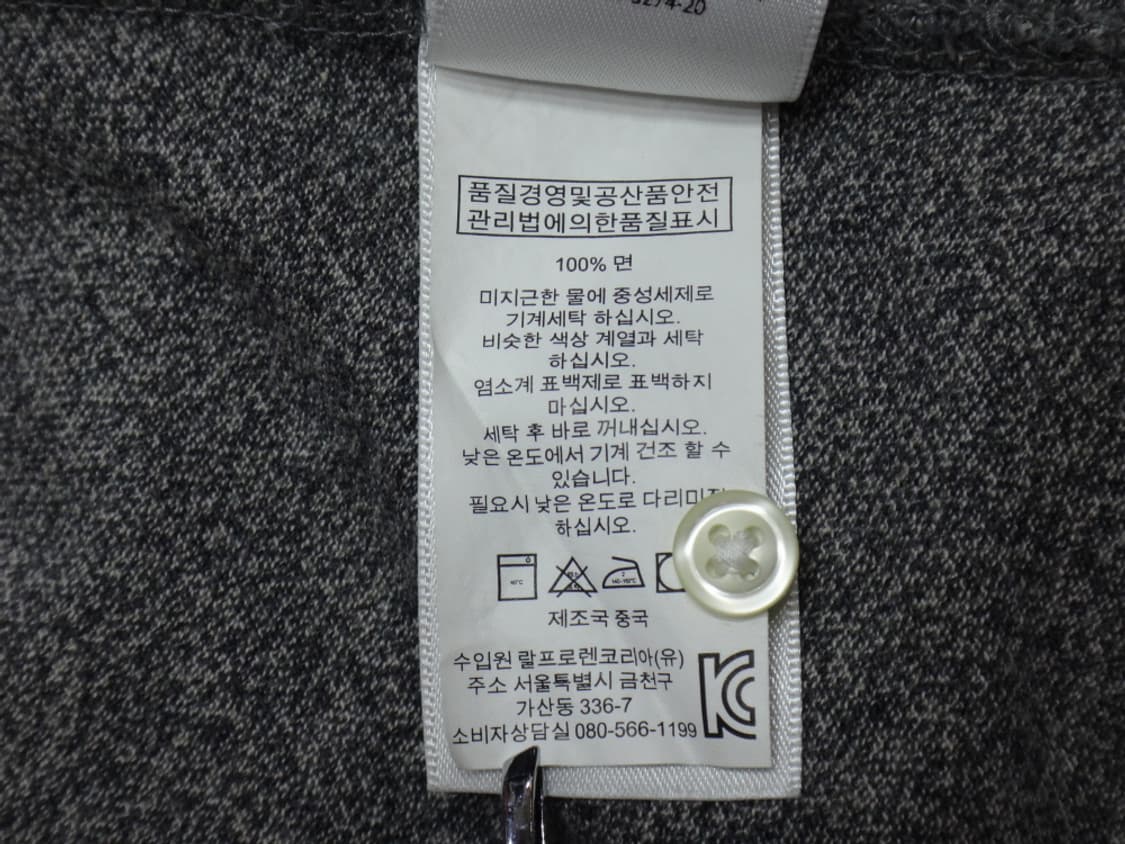 품질경영및공산품안전
관리법에의한품질표시
100% 면
미지근한 물에 중성세제로
기계세탁 하십시오.
비슷한 색상 계열과 세탁
하십시오.
염소계 표백제로 표백하지
마십시오.
세탁 후 바로 꺼내십시오.
낮은 온도에서 기계 건조 할 수
있습니다.
필요시 낮은 온도로 다리미질
하십시오.
40°C
제조국 중국
수입원 랄프로렌코리아(유)
주소 서울특별시 금천구
가산동 336-7
소비자상담실 080-566-1199
KC